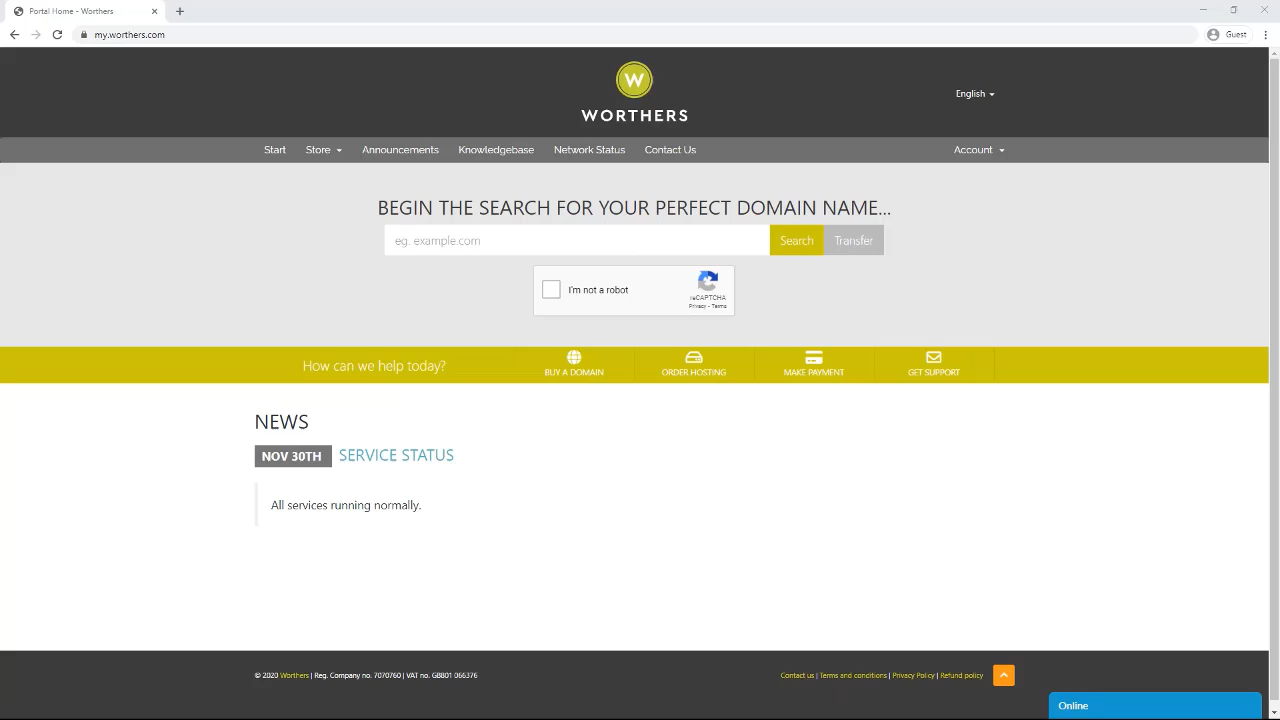 Portal Home - Worthers
my.worthers.com
Guest
W
WORTHERS
English
Start Store Announcements Knowledgebase Network Status Contact Us Account
BEGIN THE SEARCH FOR YOUR PERFECT DOMAIN NAME...
eg. example.com Search Transfer
I'm not a robot
reCAPTCHA
Privacy - Terms
How can we help today?
BUY A DOMAIN ORDER HOSTING MAKE PAYMENT GET SUPPORT
NEWS
NOV 30TH SERVICE STATUS
All services running normally.
© 2020 Worthers | Reg. Company no. 7070760 | VAT no. GB801 066376
Contact us | Terms and conditions | Privacy Policy | Refund policy
Online